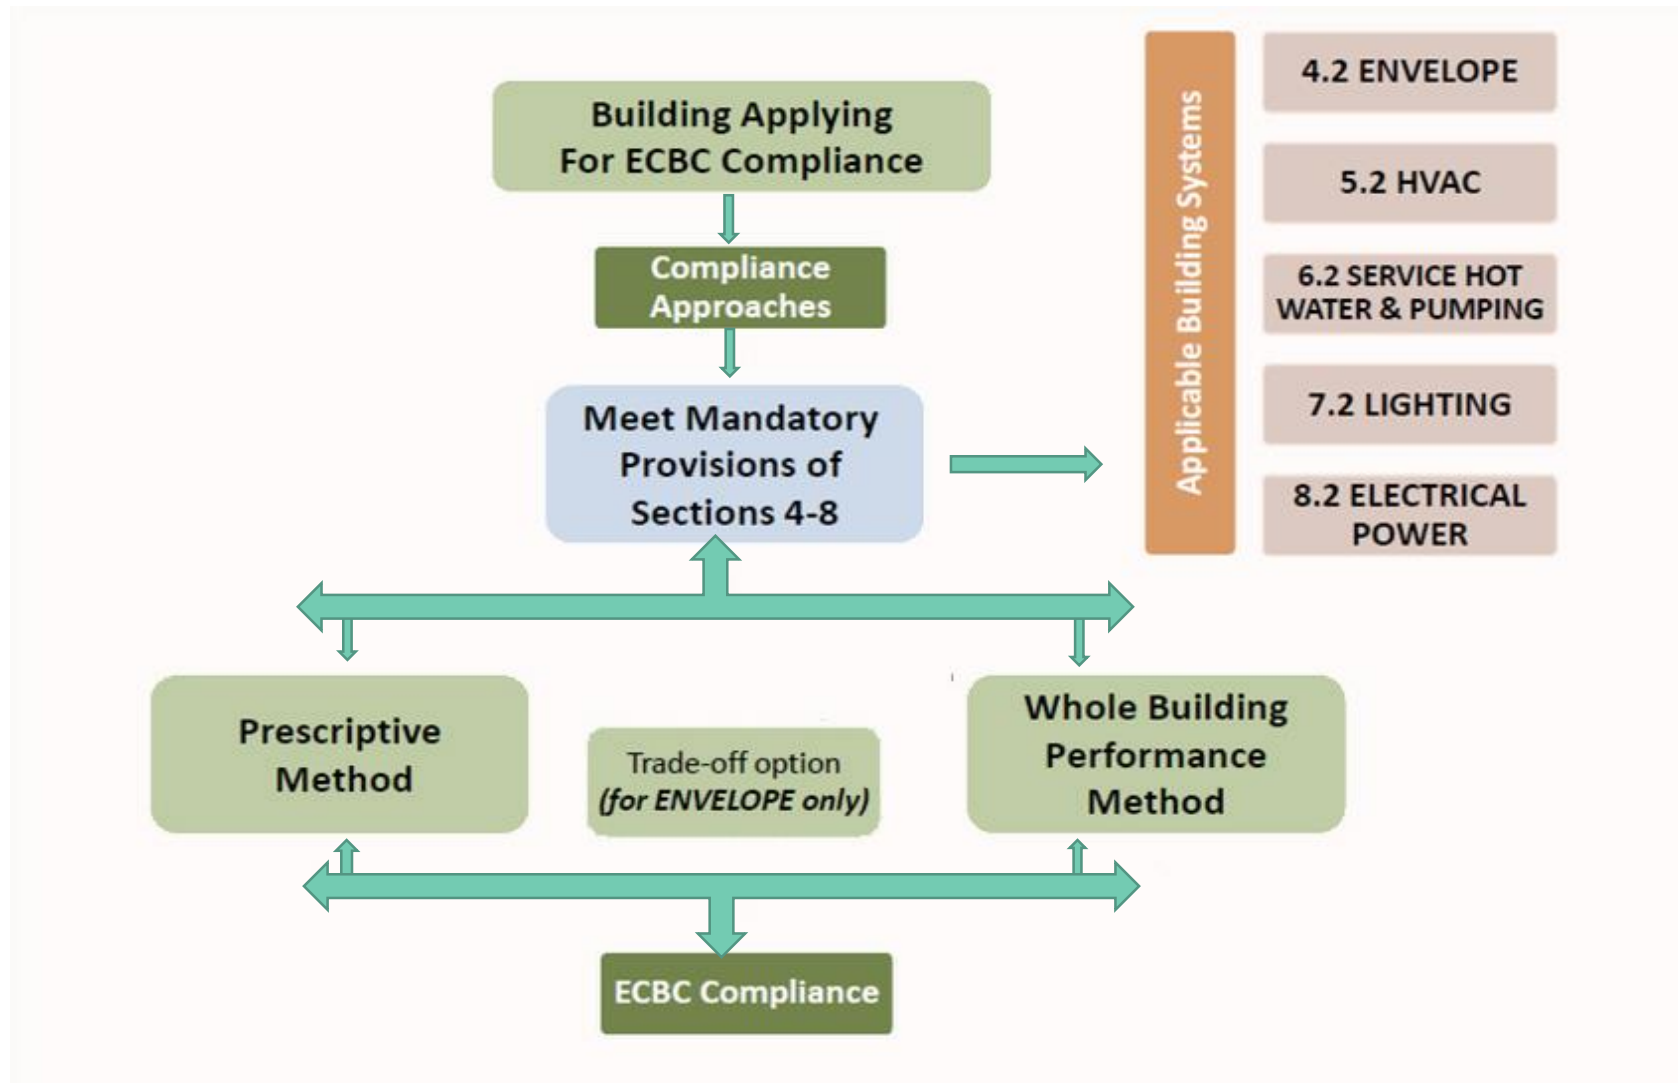 Building Applying
For ECBC Compliance
Compliance
Approaches
Meet Mandatory
Provisions of
Sections 4-8
Applicable Building Systems
4.2 ENVELOPE
5.2 HVAC
6.2 SERVICE HOT
WATER & PUMPING
7.2 LIGHTING
8.2 ELECTRICAL
POWER
Prescriptive
Method
Trade-off option
(for ENVELOPE only)
Whole Building
Performance
Method
ECBC Compliance